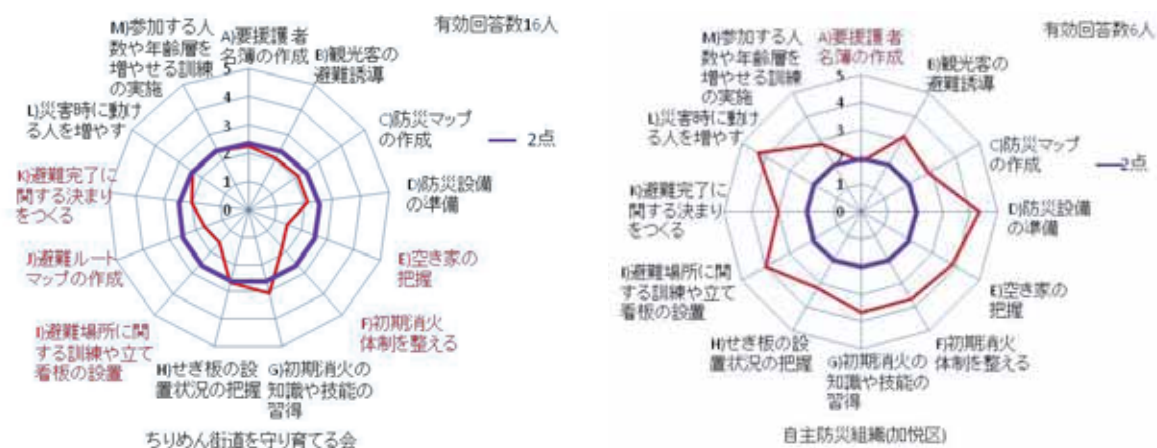 有効回答数16人
M)参加する人
数や年齢層を
増やせる訓練
の実施
A)要援護者
名簿の作成
B)観光客の
避難誘導
C)防災マップ
の作成
2点
D)防災設備
の準備
E)空き家の
把握
F)初期消火
体制を整える
G)初期消火の
知識や技能の
習得
H)せぎ板の設
置状況の把握
I)避難場所に関
する訓練や立て
看板の設置
J)避難ルート
マップの作成
K)避難完了に
関する決まり
をつくる
L)災害時に動け
る人を増やす
5
4
3
2
1
0
ちりめん街道を守り育てる会
有効回答数6人
M)参加する人
数や年齢層を
増やせる訓練
の実施
A)要援護者
名簿の作成
B)観光客の
避難誘導
C)防災マップ
の作成
2点
D)防災設備
の準備
E)空き家の
把握
F)初期消火
体制を整える
G)初期消火の
知識や技能の
習得
H)せぎ板の設
置状況の把握
I)避難場所に関
する訓練や立て
看板の設置
K)避難完了に
関する決まり
をつくる
L)災害時に動け
る人を増やす
5
4
3
2
1
0
自主防災組織(加悦区)